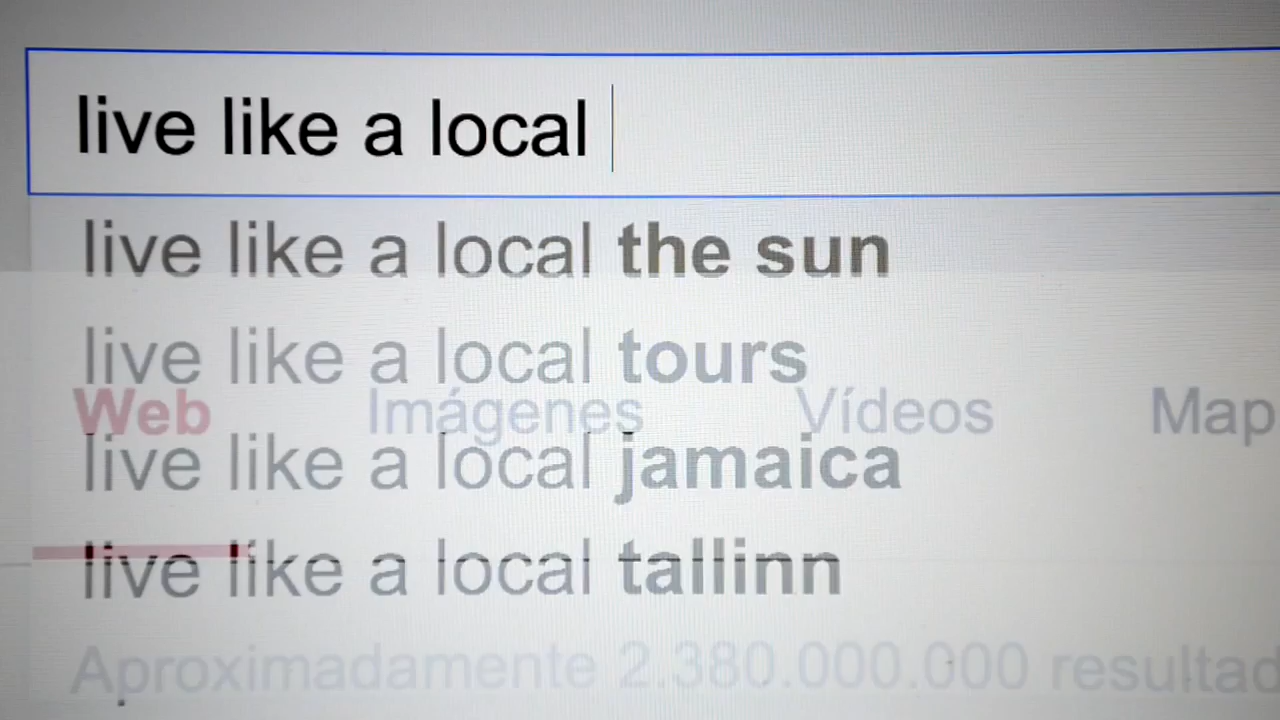 live like a local
live like a local the sun
live like a local tours
Web Imágenes Vídeos Map
live like a local jamaica
live like a local tallinn
Aproximadamente 2.380.000.000 resultad